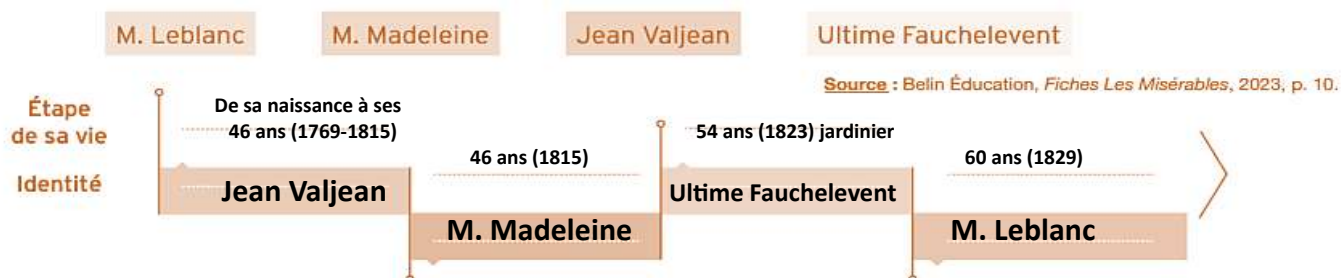 M. Leblanc M. Madeleine Jean Valjean Ultime Fauchelevent
Source : Belin Éducation, Fiches Les Misérables, 2023, p. 10.
Étape
de sa vie
De sa naissance à ses
46 ans (1769-1815)
46 ans (1815)
54 ans (1823) jardinier
60 ans (1829)
Identité
Jean Valjean
M. Madeleine
Ultime Fauchelevent
M. Leblanc